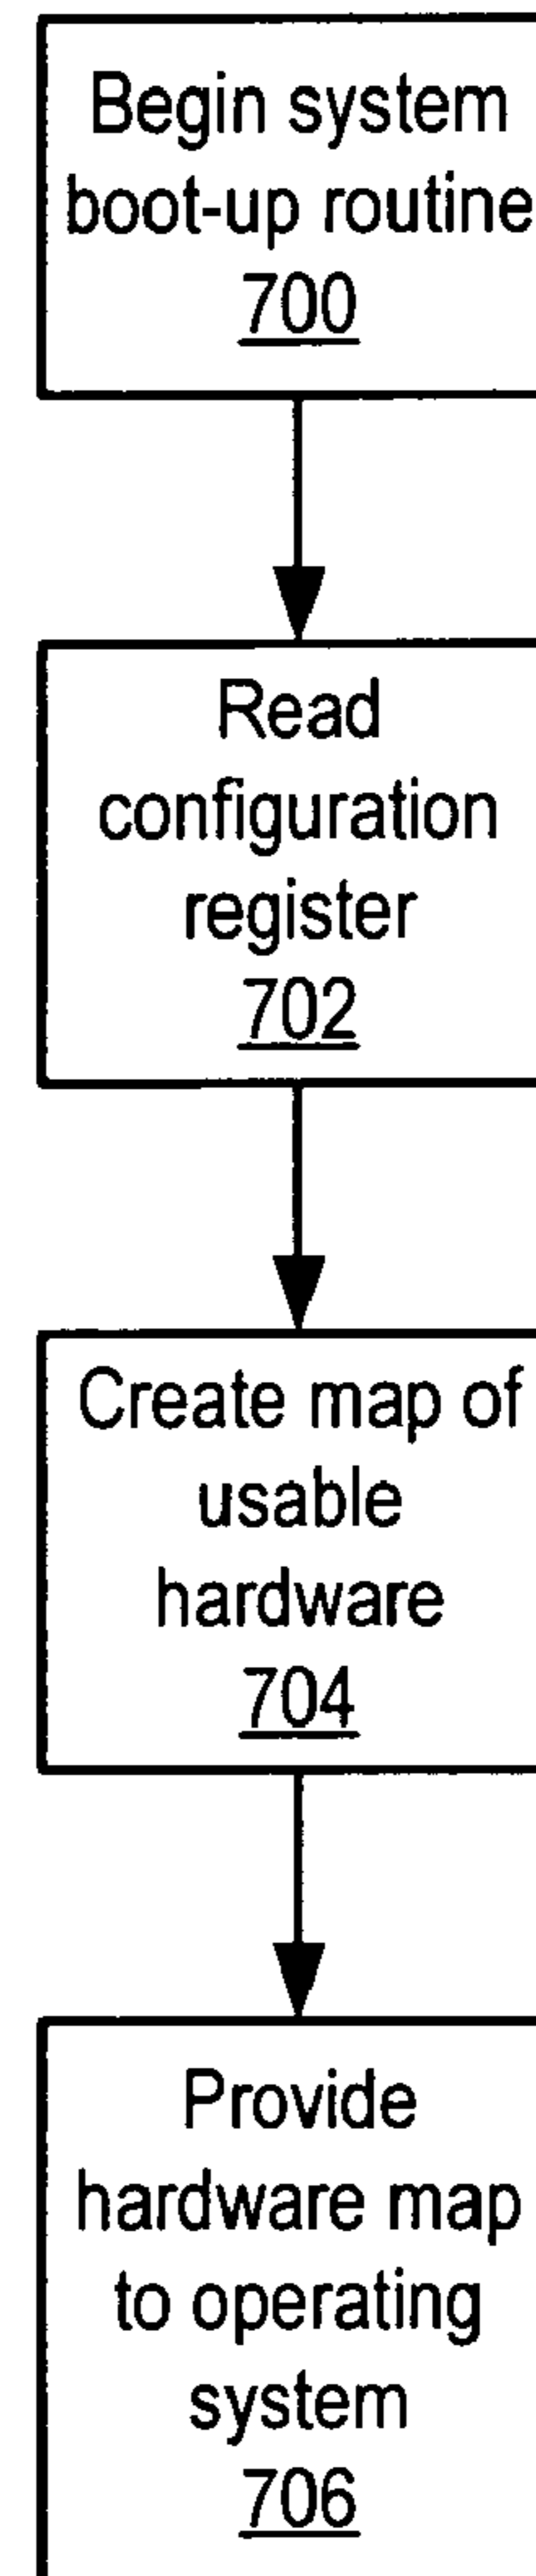 Begin system
boot-up routine
700
Read
configuration
register
702
Create map of
usable
hardware
704
Provide
hardware map
to operating
system
706